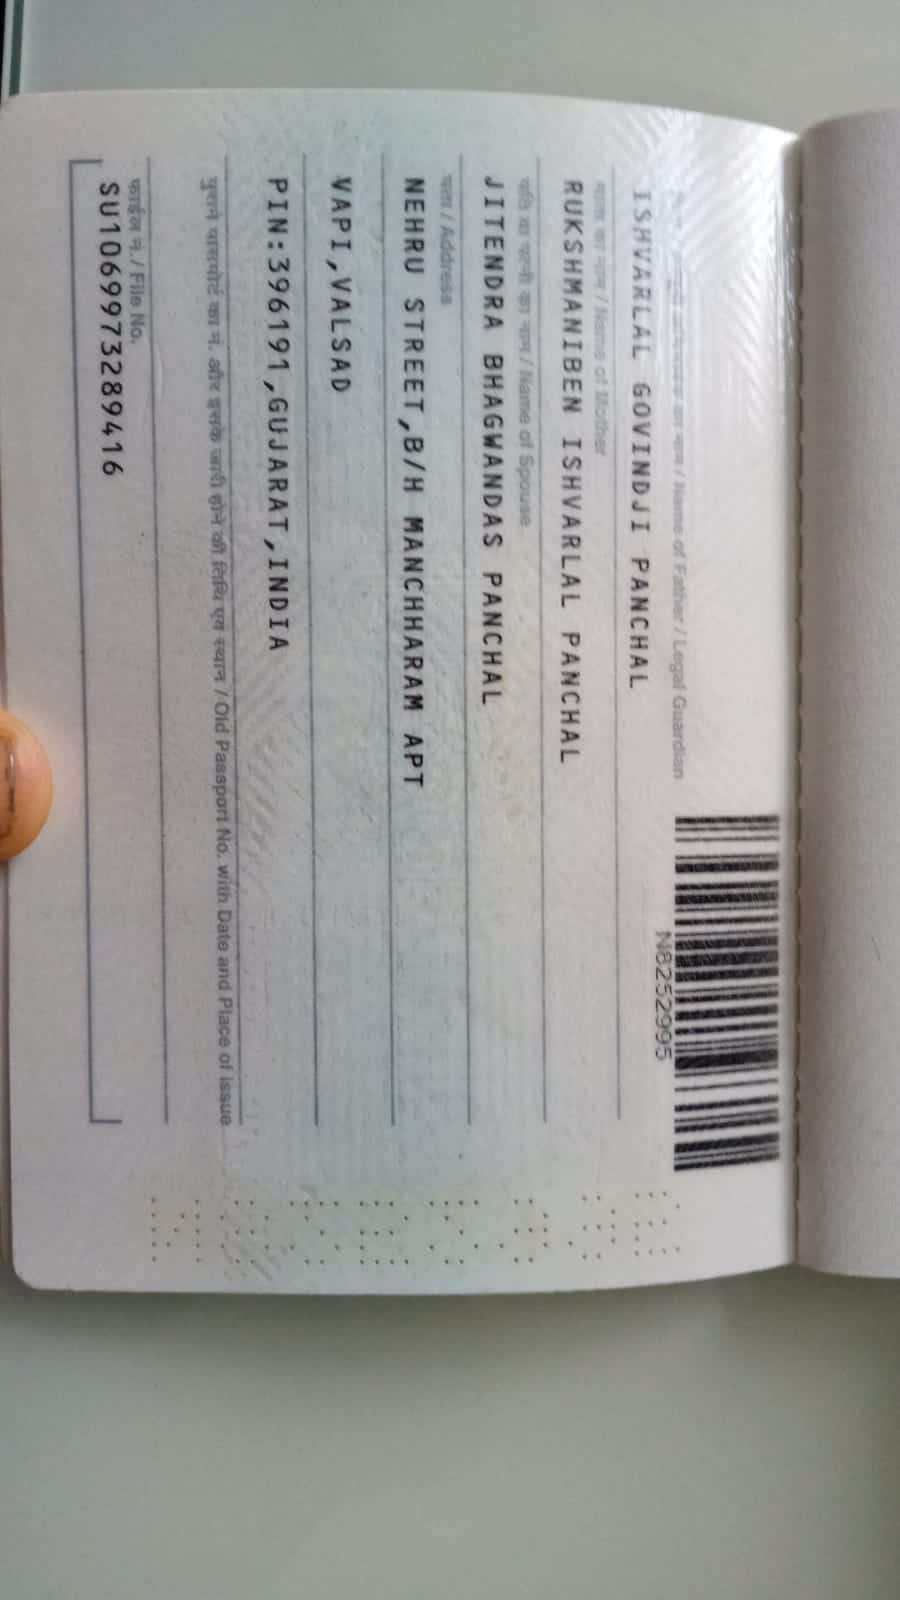 N8252995
का नाम / Name of Father / Legal Guardian
ISHVARLAL GOVINDJI PANCHAL
माता का नाम / Name of Mother
RUKSHMANIBEN ISHVARLAL PANCHAL
पति या पत्नी का नाम / Name of Spouse
JITENDRA BHAGWANDAS PANCHAL
पता / Address
NEHRU STREET,B/H MANCHHARAM APT
VAPI,VALSAD
PIN:396191,GUJARAT,INDIA
पुराने पासपोर्ट का न. और इसके जारी होने की तिथि एवं स्थान / Old Passport No. with Date and Place of Issue
फाईल न. / File No.
SU1069973289416